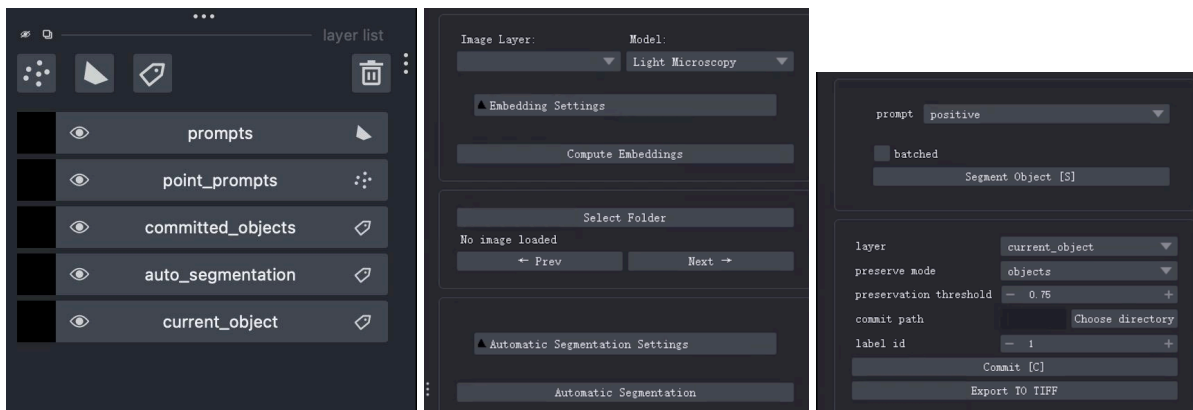 layer list
prompts
point_prompts
committed_objects
auto_segmentation
current_object
Image Layer: Model:
Light Microscopy
Embedding Settings
Compute Embeddings
Select Folder
No image loaded
← Prev Next →
Automatic Segmentation Settings
Automatic Segmentation
prompt positive
batched
Segment Object [S]
layer current_object
preserve mode objects
preservation threshold — 0.75 +
commit path Choose directory
label id — 1 +
Commit [C]
Export TO TIFF